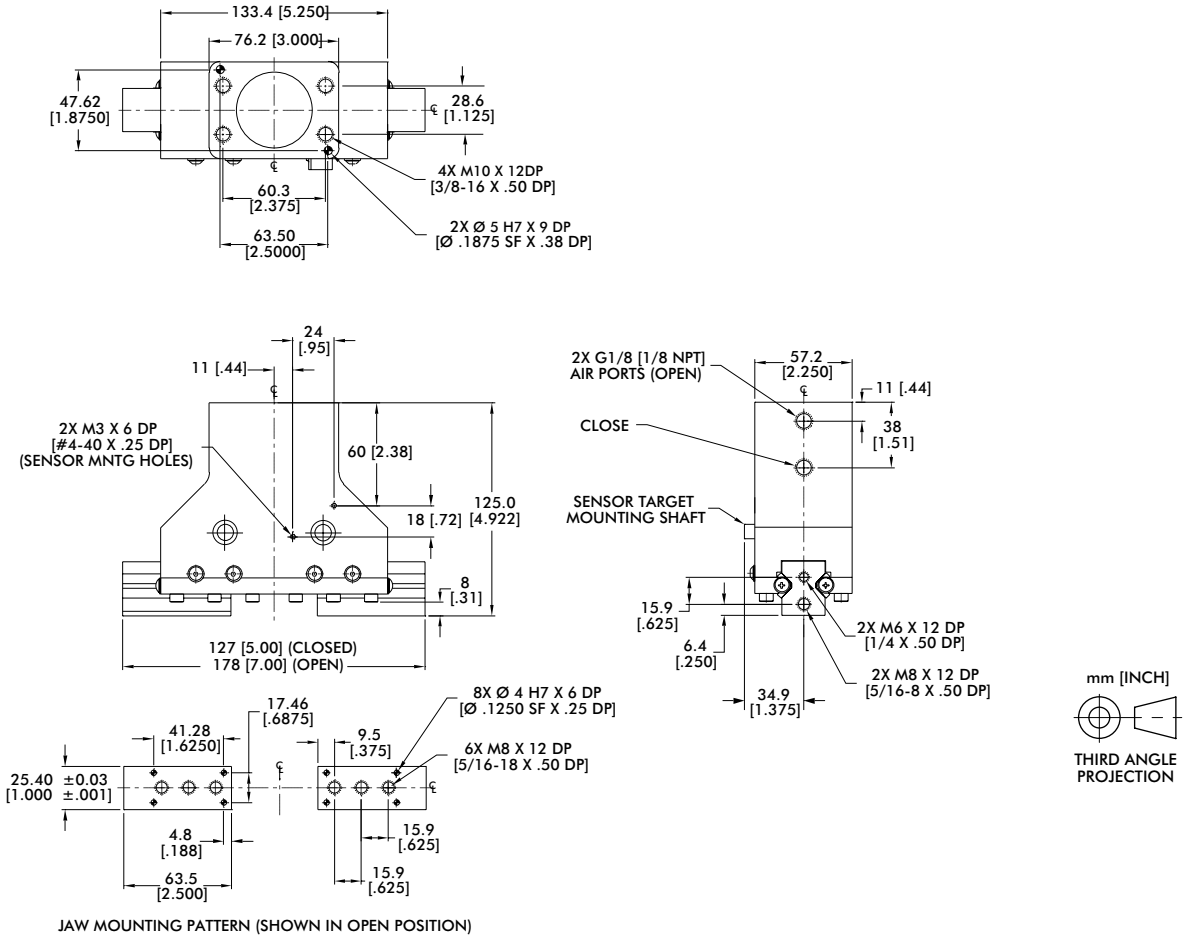 133.4 [5.250]
76.2 [3.000]
47.62
[1.8750]
28.6
[1.125]
℄
℄
4X M10 X 12DP
[3/8-16 X .50 DP]
60.3
[2.375]
2X Ø 5 H7 X 9 DP
[Ø .1875 SF X .38 DP]
63.50
[2.5000]
24
[.95]
11 [.44]
℄
2X M3 X 6 DP
[#4-40 X .25 DP]
(SENSOR MNTG HOLES)
60 [2.38]
125.0
[4.922]
18 [.72]
8
[.31]
127 [5.00] (CLOSED)
178 [7.00] (OPEN)
2X G1/8 [1/8 NPT]
AIR PORTS (OPEN)
57.2
[2.250]
℄
11 [.44]
CLOSE
38
[1.51]
SENSOR TARGET
MOUNTING SHAFT
15.9
[.625]
2X M6 X 12 DP
[1/4 X .50 DP]
6.4
[.250]
2X M8 X 12 DP
[5/16-8 X .50 DP]
34.9
[1.375]
mm [INCH]
THIRD ANGLE
PROJECTION
17.46
[.6875]
8X Ø 4 H7 X 6 DP
[Ø .1250 SF X .25 DP]
41.28
[1.6250]
9.5
[.375]
6X M8 X 12 DP
[5/16-18 X .50 DP]
℄
25.40 ±0.03
[1.000 ±.001]
℄
4.8
[.188]
15.9
[.625]
63.5
[2.500]
15.9
[.625]
JAW MOUNTING PATTERN (SHOWN IN OPEN POSITION)